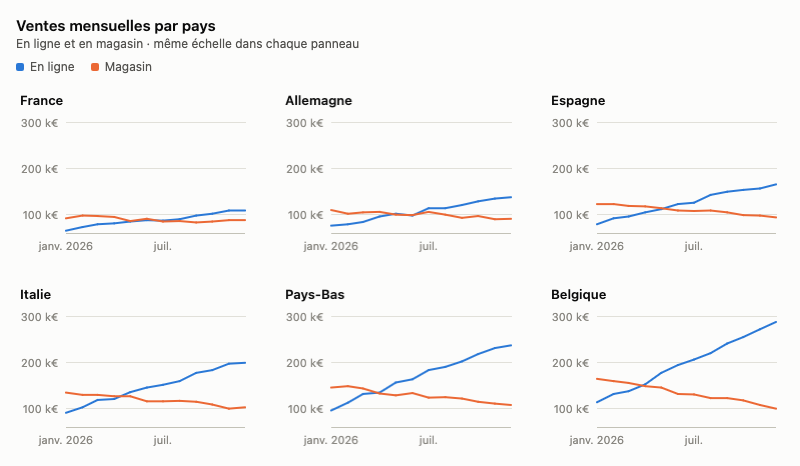 Ventes mensuelles par pays
En ligne et en magasin · même échelle dans chaque panneau
En ligne Magasin
France
300 k€
200 k€
100 k€
janv. 2026 juil.
Allemagne
300 k€
200 k€
100 k€
janv. 2026 juil.
Espagne
300 k€
200 k€
100 k€
janv. 2026 juil.
Italie
300 k€
200 k€
100 k€
janv. 2026 juil.
Pays-Bas
300 k€
200 k€
100 k€
janv. 2026 juil.
Belgique
300 k€
200 k€
100 k€
janv. 2026 juil.